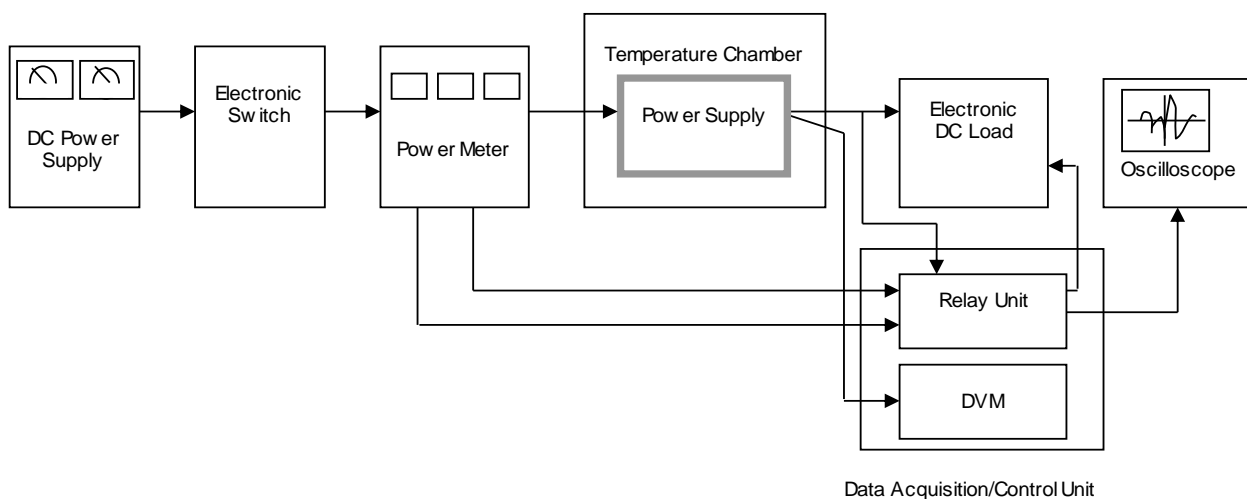 DC Power
Supply
Electronic
Switch
Power Meter
Temperature Chamber
Power Supply
Electronic
DC Load
Oscilloscope
Relay Unit
DVM
Data Acquisition/Control Unit